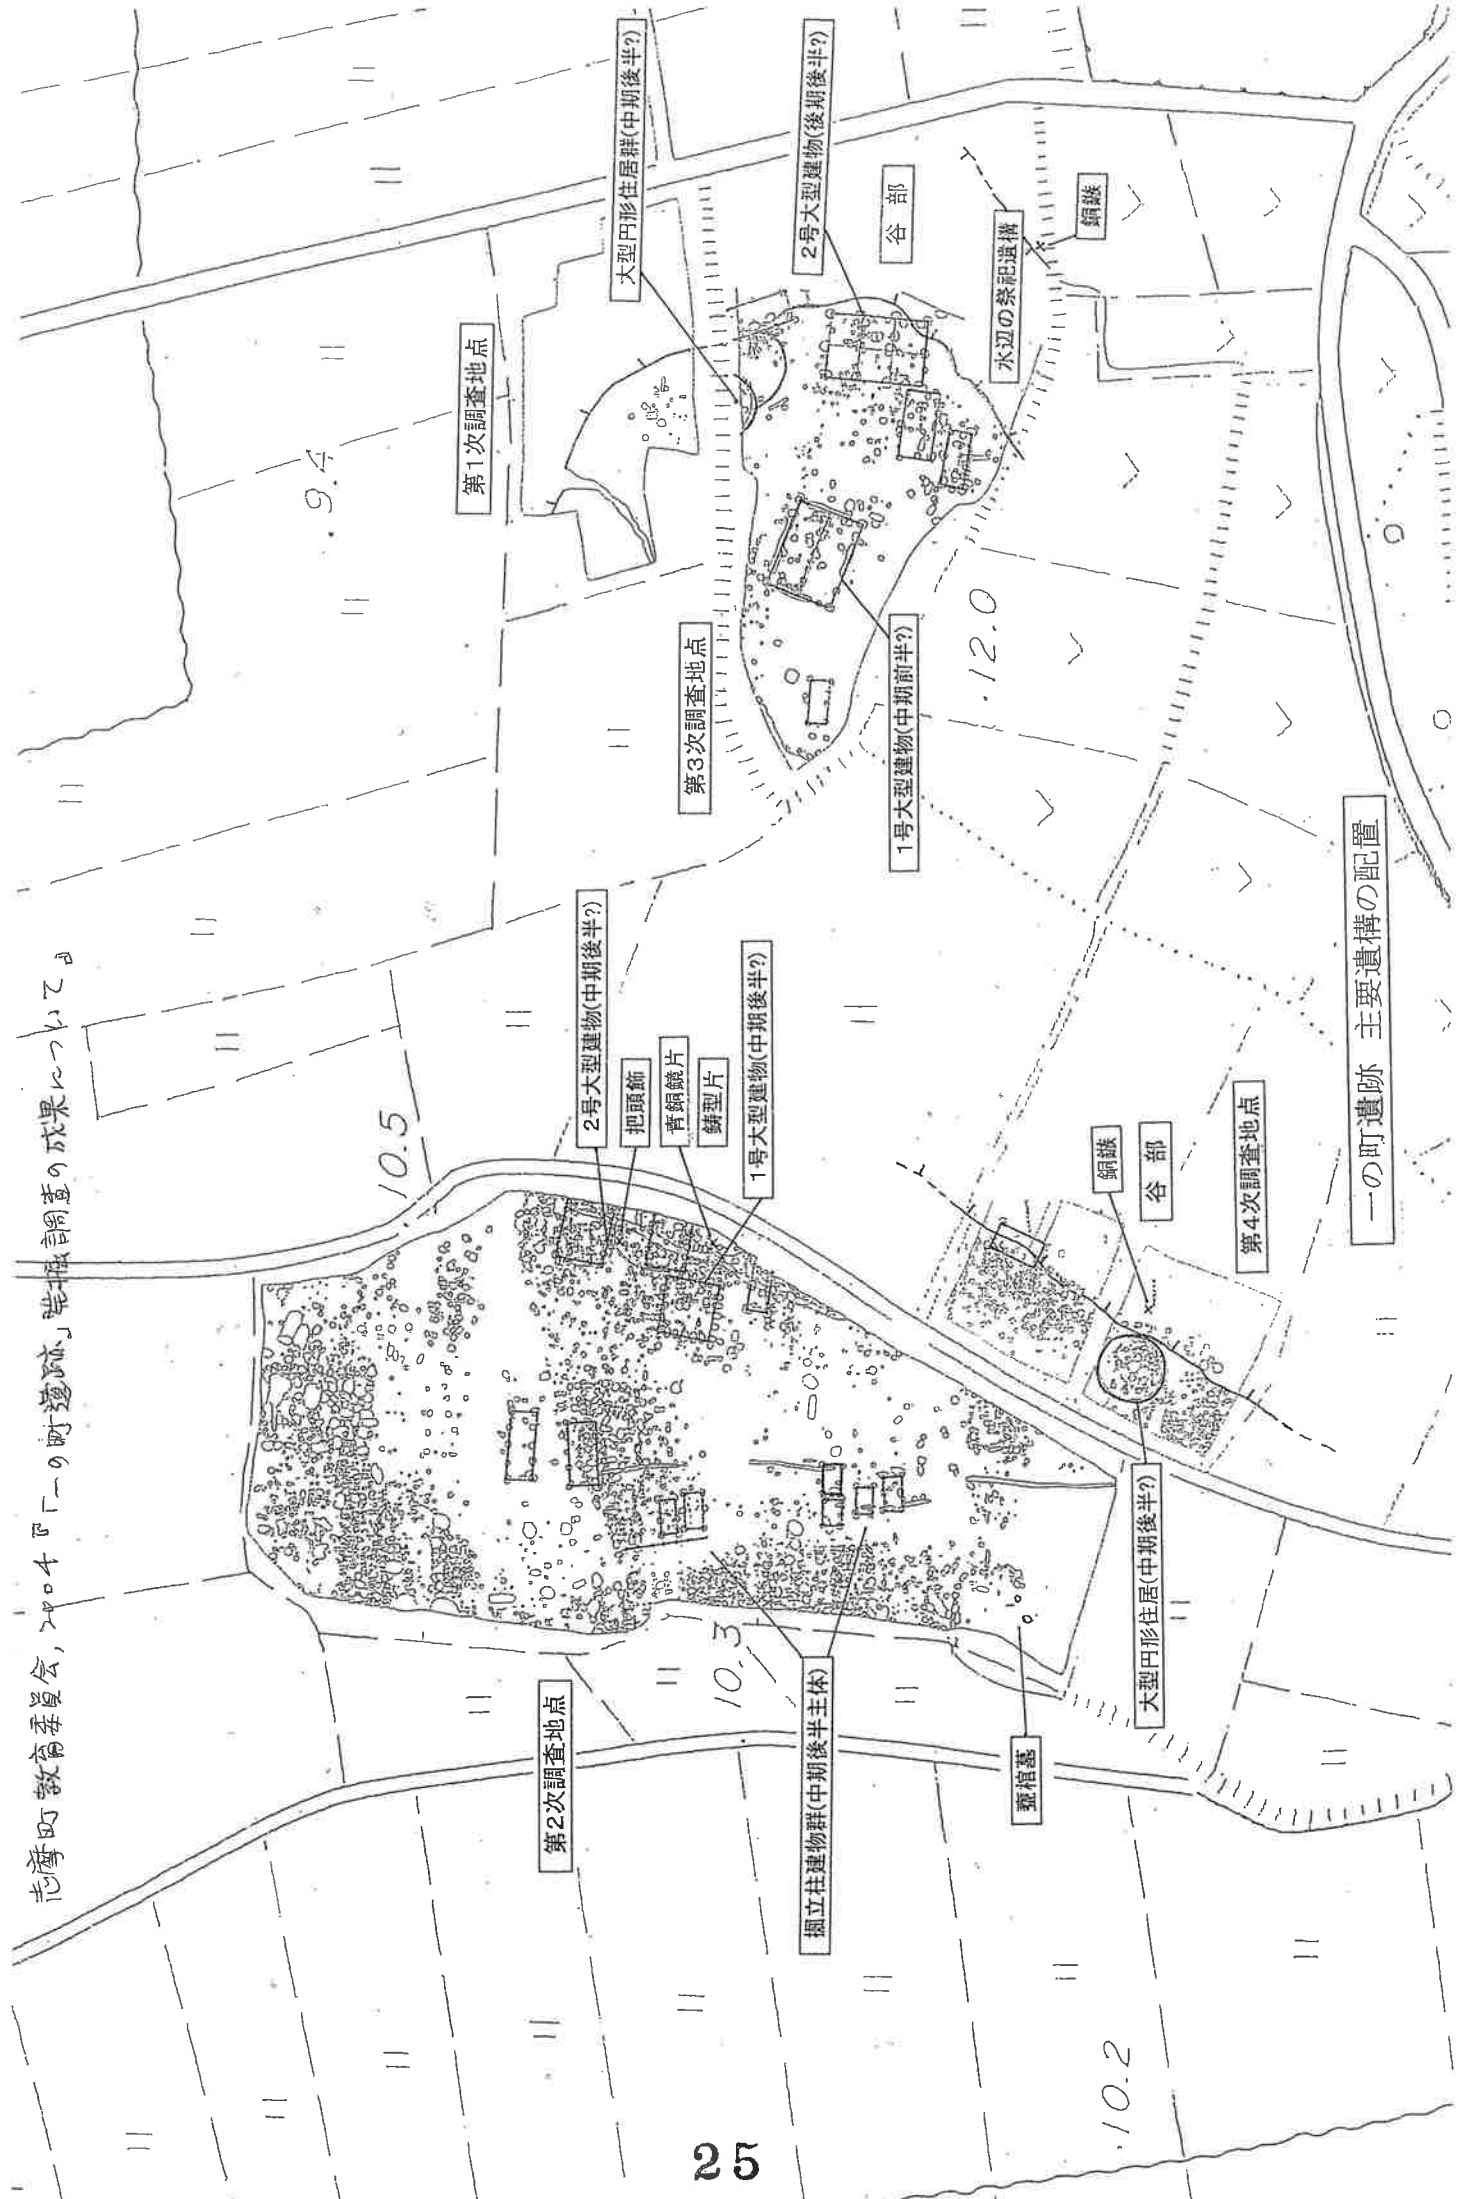 志摩町教育委員会, 2004『「一の町遺跡」発掘調査の成果について』
第1次調査地点
大型円形住居群(中期後半?)
2号大型建物(後期後半?)
谷部
水辺の祭祀遺構
銅鏃
9.4
第3次調査地点
1号大型建物(中期前半?)
12.0
2号大型建物(中期後半?)
把頭飾
青銅鏡片
鋳型片
1号大型建物(中期後半?)
10.5
銅鏃
谷部
第4次調査地点
一の町遺跡 主要遺構の配置
第2次調査地点
10.3
掘立柱建物群(中期後半主体)
甕棺墓
大型円形住居(中期後半?)
10.2
25